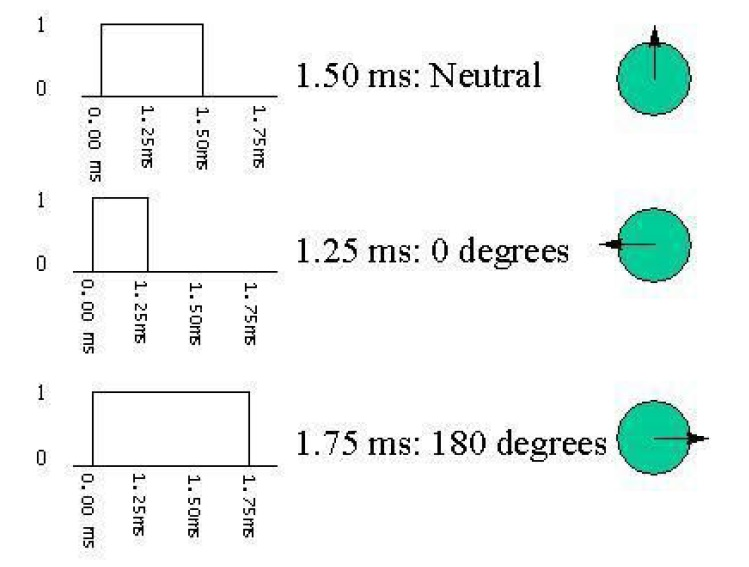 1
0
0.00 ms
1.25ms
1.50ms
1.75ms
1.50 ms: Neutral
1
0
0.00 ms
1.25ms
1.50ms
1.75ms
1.25 ms: 0 degrees
1
0
0.00 ms
1.25ms
1.50ms
1.75ms
1.75 ms: 180 degrees